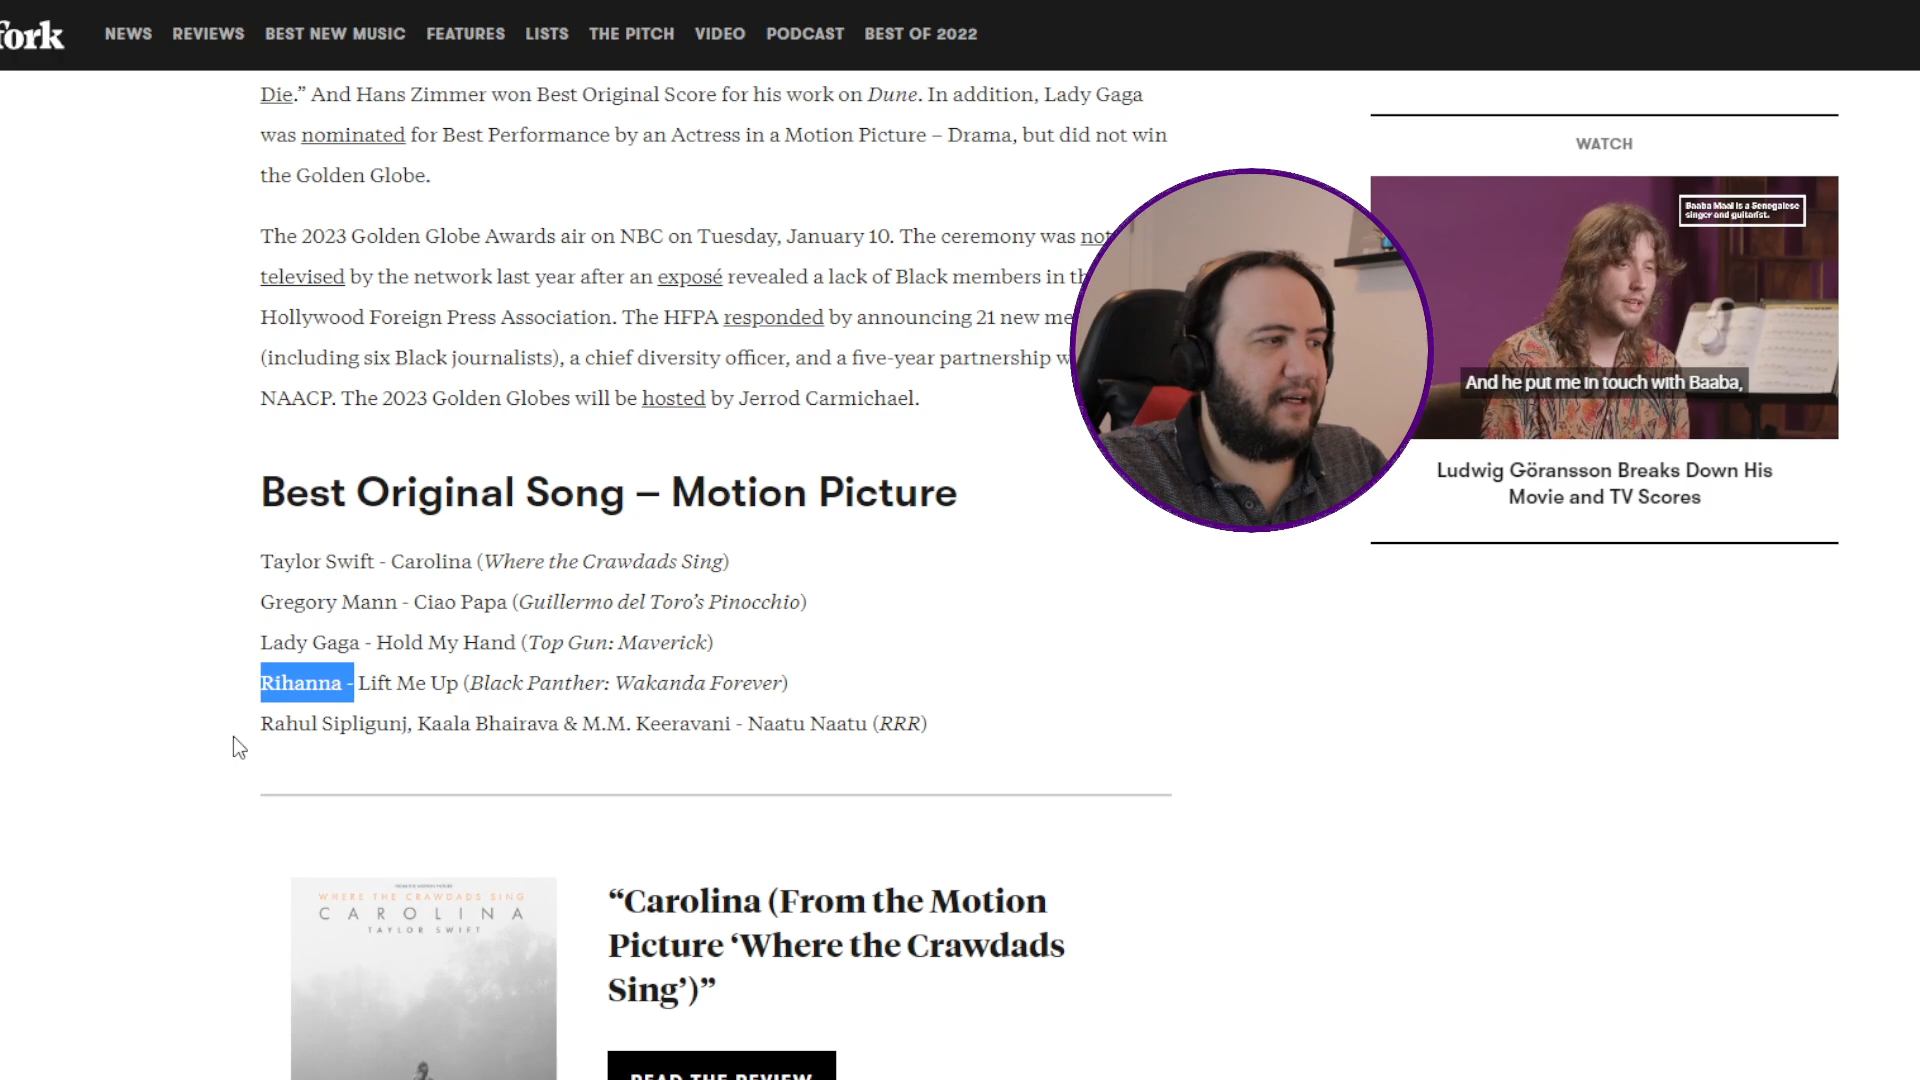 fork
NEWS REVIEWS BEST NEW MUSIC FEATURES LISTS THE PITCH VIDEO PODCAST BEST OF 2022
Die.” And Hans Zimmer won Best Original Score for his work on Dune. In addition, Lady Gaga
was nominated for Best Performance by an Actress in a Motion Picture – Drama, but did not win
the Golden Globe.
The 2023 Golden Globe Awards air on NBC on Tuesday, January 10. The ceremony was not
televised by the network last year after an exposé revealed a lack of Black members in th
Hollywood Foreign Press Association. The HFPA responded by announcing 21 new me
(including six Black journalists), a chief diversity officer, and a five-year partnership w
NAACP. The 2023 Golden Globes will be hosted by Jerrod Carmichael.
Best Original Song – Motion Picture
Taylor Swift - Carolina (Where the Crawdads Sing)
Gregory Mann - Ciao Papa (Guillermo del Toro’s Pinocchio)
Lady Gaga - Hold My Hand (Top Gun: Maverick)
Rihanna - Lift Me Up (Black Panther: Wakanda Forever)
Rahul Sipligunj, Kaala Bhairava & M.M. Keeravani - Naatu Naatu (RRR)
WATCH
Baaba Maal is a Senegalese
singer and guitarist.
And he put me in touch with Baaba,
Ludwig Göransson Breaks Down His
Movie and TV Scores
FROM THE MOTION PICTURE
WHERE THE CRAWDADS SING
CAROLINA
TAYLOR SWIFT
“Carolina (From the Motion
Picture ‘Where the Crawdads
Sing’)”
READ THE REVIEW